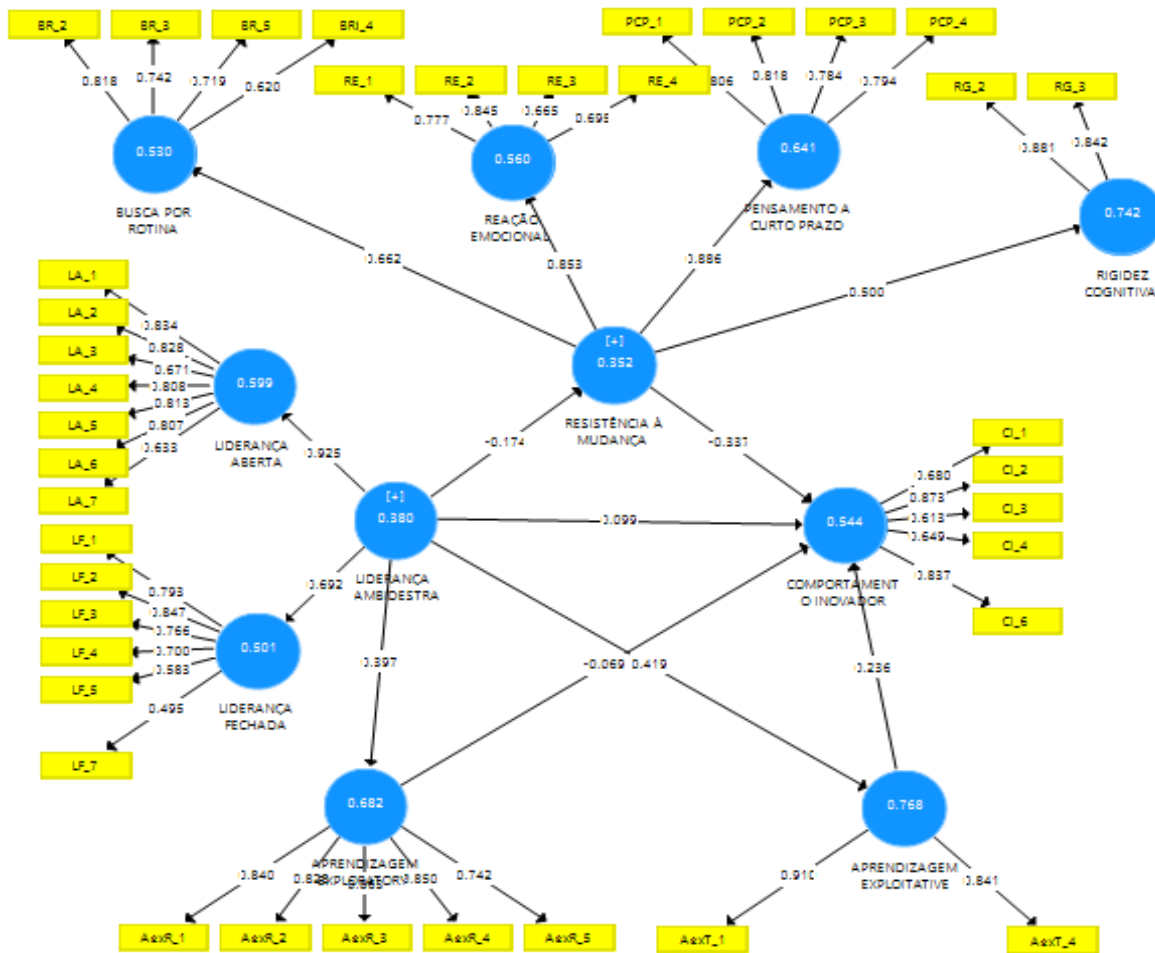 BR_2
BR_3
BR_5
BRI_4
PCP_1
PCP_2
PCP_3
PCP_4
0.818
0.742
0.719
0.620
RE_1
RE_2
RE_3
RE_4
.806
0.818
0.784
0.794
RG_2
RG_3
0.777
0.845
0.665
0.695
0.881
0.842
0.530
0.560
0.641
0.742
BUSCA POR
ROTINA
REAÇÃO
EMOCIONAL
PENSAMENTO A
CURTO PRAZO
RIGIDEZ
COGNITIVA
0.662
0.853
0.886
0.500
LA_1
LA_2
LA_3
LA_4
LA_5
LA_6
LA_7
0.834
0.828
0.671
0.808
0.813
0.807
0.633
0.599
LIDERANÇA
ABERTA
[+]
0.352
RESISTÊNCIA À
MUDANÇA
0.925
-0.174
-0.337
CI_1
CI_2
CI_3
CI_4
CI_6
0.680
0.873
0.613
0.649
0.837
[+]
0.380
LIDERANÇA
AMBIDESTRA
0.099
0.544
COMPORTAMENT
O INOVADOR
LF_1
LF_2
LF_3
LF_4
LF_5
LF_7
0.793
0.847
0.766
0.700
0.583
0.495
0.501
LIDERANÇA
FECHADA
0.692
0.397
-0.069
0.419
0.236
0.682
APRENDIZAGEM
EXPLORATORY
0.768
APRENDIZAGEM
EXPLOITATIVE
0.840
0.850
0.742
0.910
0.841
AexR_1
AexR_2
AexR_3
AexR_4
AexR_5
AexT_1
AexT_4